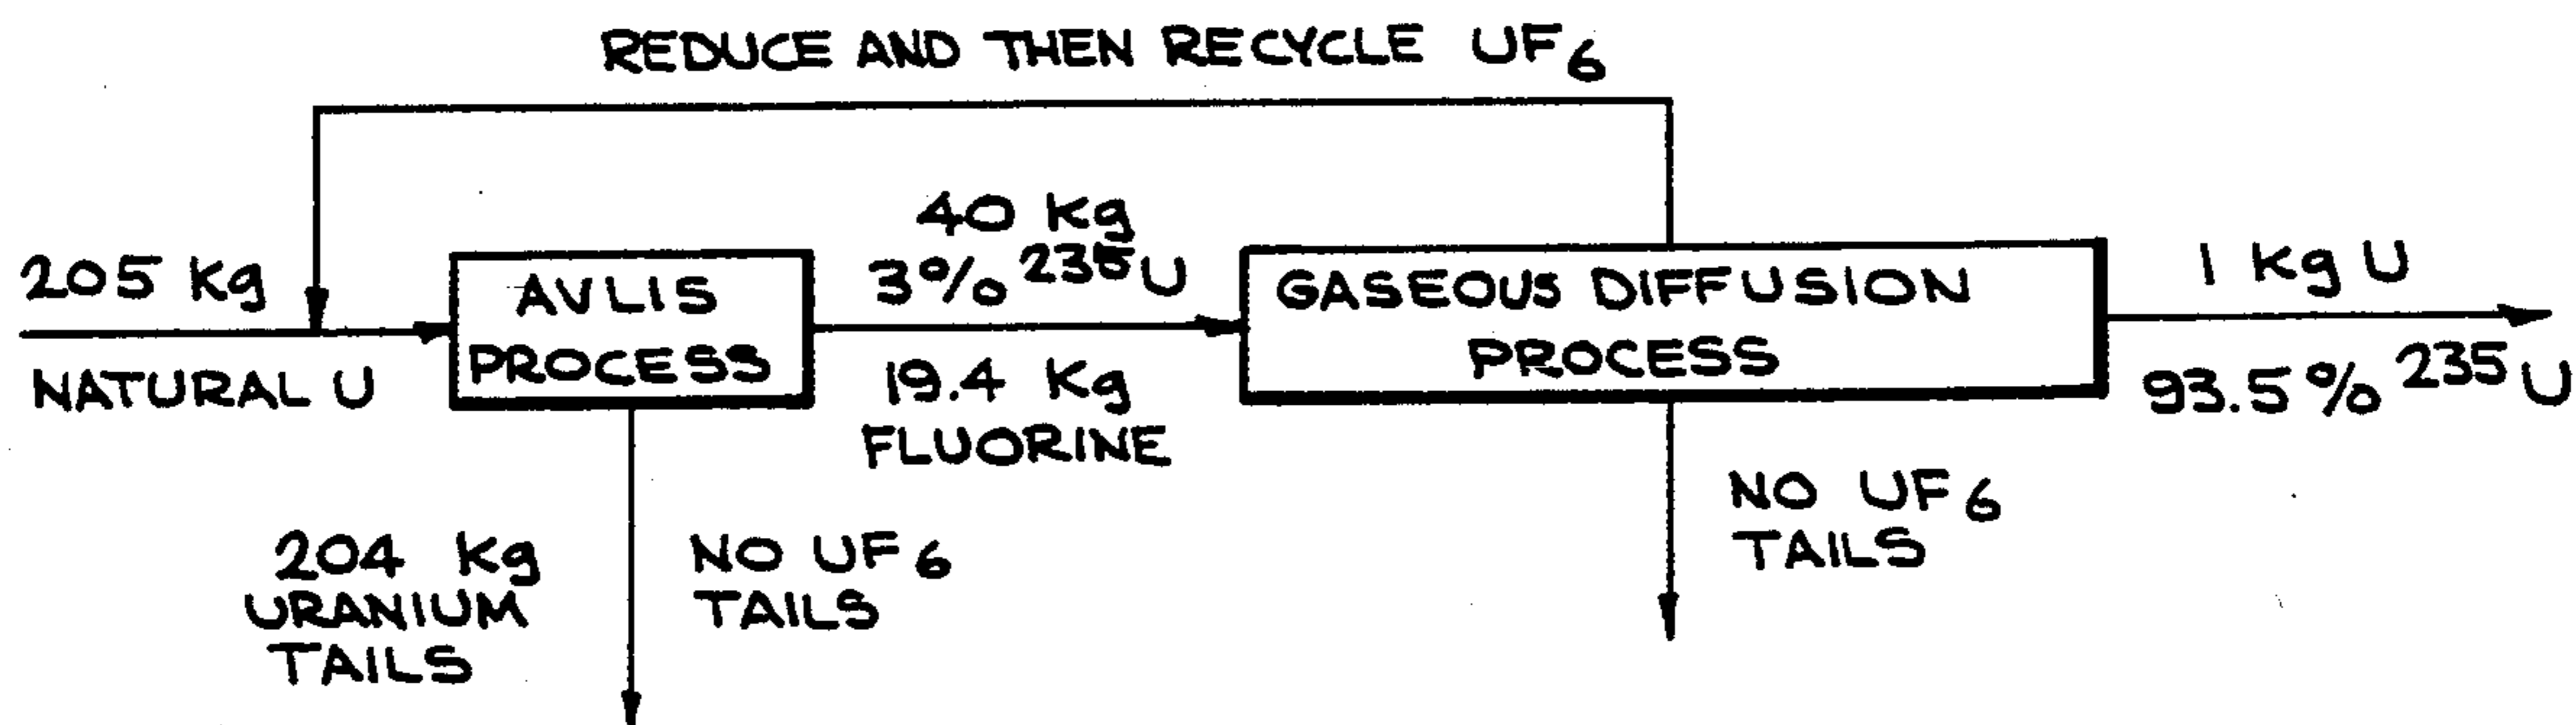 REDUCE AND THEN RECYCLE UF6
205 Kg
NATURAL U
AVLIS
PROCESS
40 Kg
3% 235U
19.4 Kg
FLUORINE
GASEOUS DIFFUSION
PROCESS
1 Kg U
93.5% 235U
204 Kg
URANIUM
TAILS
NO UF6
TAILS
NO UF6
TAILS